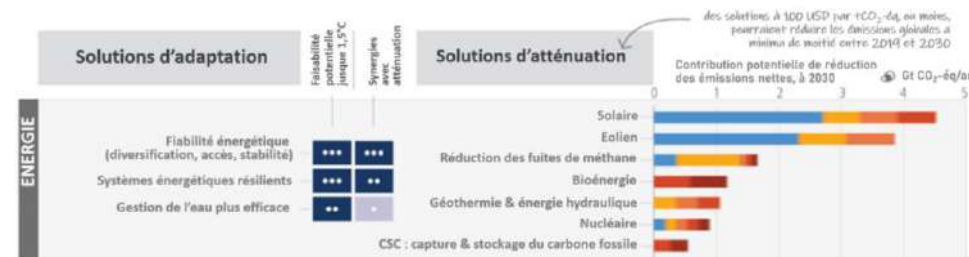 des solutions à 100 USD par tCO₂-éq, ou moins,
pourraient réduire les émissions globales a
minima de moitié entre 2019 et 2030
Solutions d'adaptation
Faisabilité
potentielle
jusque 1,5°C
Synergies
avec
atténuation
Solutions d'atténuation
Contribution potentielle de réduction
des émissions nettes, à 2030
Gt CO₂-éq/an
0 1 2 3 4 5
ENERGIE
Solaire
Eolien
Fiabilité énergétique
(diversification, accès, stabilité)
Réduction des fuites de méthane
Systèmes énergétiques résilients
Bioénergie
Gestion de l'eau plus efficace
Géothermie & énergie hydraulique
Nucléaire
CSC : capture & stockage du carbone fossile